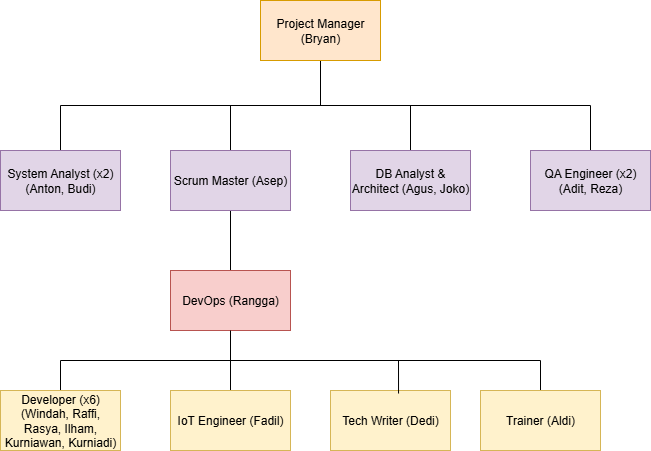 Project Manager
(Bryan)
System Analyst (x2)
(Anton, Budi)
Scrum Master (Asep)
DB Analyst &
Architect (Agus, Joko)
QA Engineer (x2)
(Adit, Reza)
DevOps (Rangga)
Developer (x6)
(Windah, Raffi,
Rasya, Ilham,
Kurniawan, Kurniadi)
IoT Engineer (Fadil)
Tech Writer (Dedi)
Trainer (Aldi)